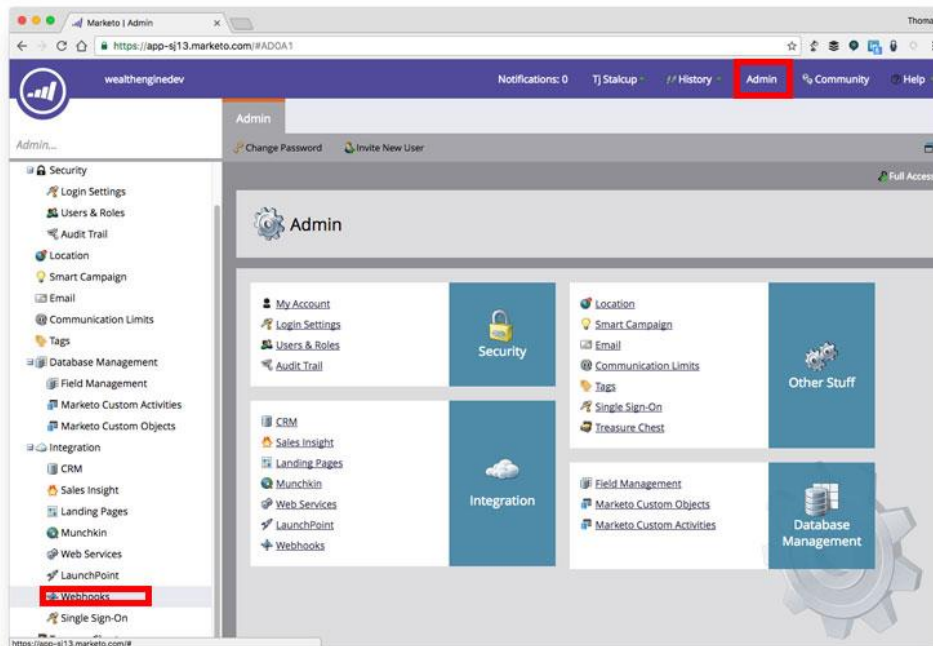 Marketo | Admin
Thoma
https://app-sj13.marketo.com/#AD0A1
wealthenginedev
Notifications: 0
Tj Stalcup
History
Admin
Community
Help
Admin...
Admin
Change Password
Invite New User
Full Access
Security
Login Settings
Users & Roles
Audit Trail
Location
Smart Campaign
Email
Communication Limits
Tags
Database Management
Field Management
Marketo Custom Activities
Marketo Custom Objects
Integration
CRM
Sales Insight
Landing Pages
Munchkin
Web Services
LaunchPoint
Webhooks
Single Sign-On
https://app-sj13.marketo.com/#
Admin
My Account
Login Settings
Users & Roles
Audit Trail
Security
CRM
Sales Insight
Landing Pages
Munchkin
Web Services
LaunchPoint
Webhooks
Integration
Location
Smart Campaign
Email
Communication Limits
Tags
Single Sign-On
Treasure Chest
Other Stuff
Field Management
Marketo Custom Objects
Marketo Custom Activities
Database
Management